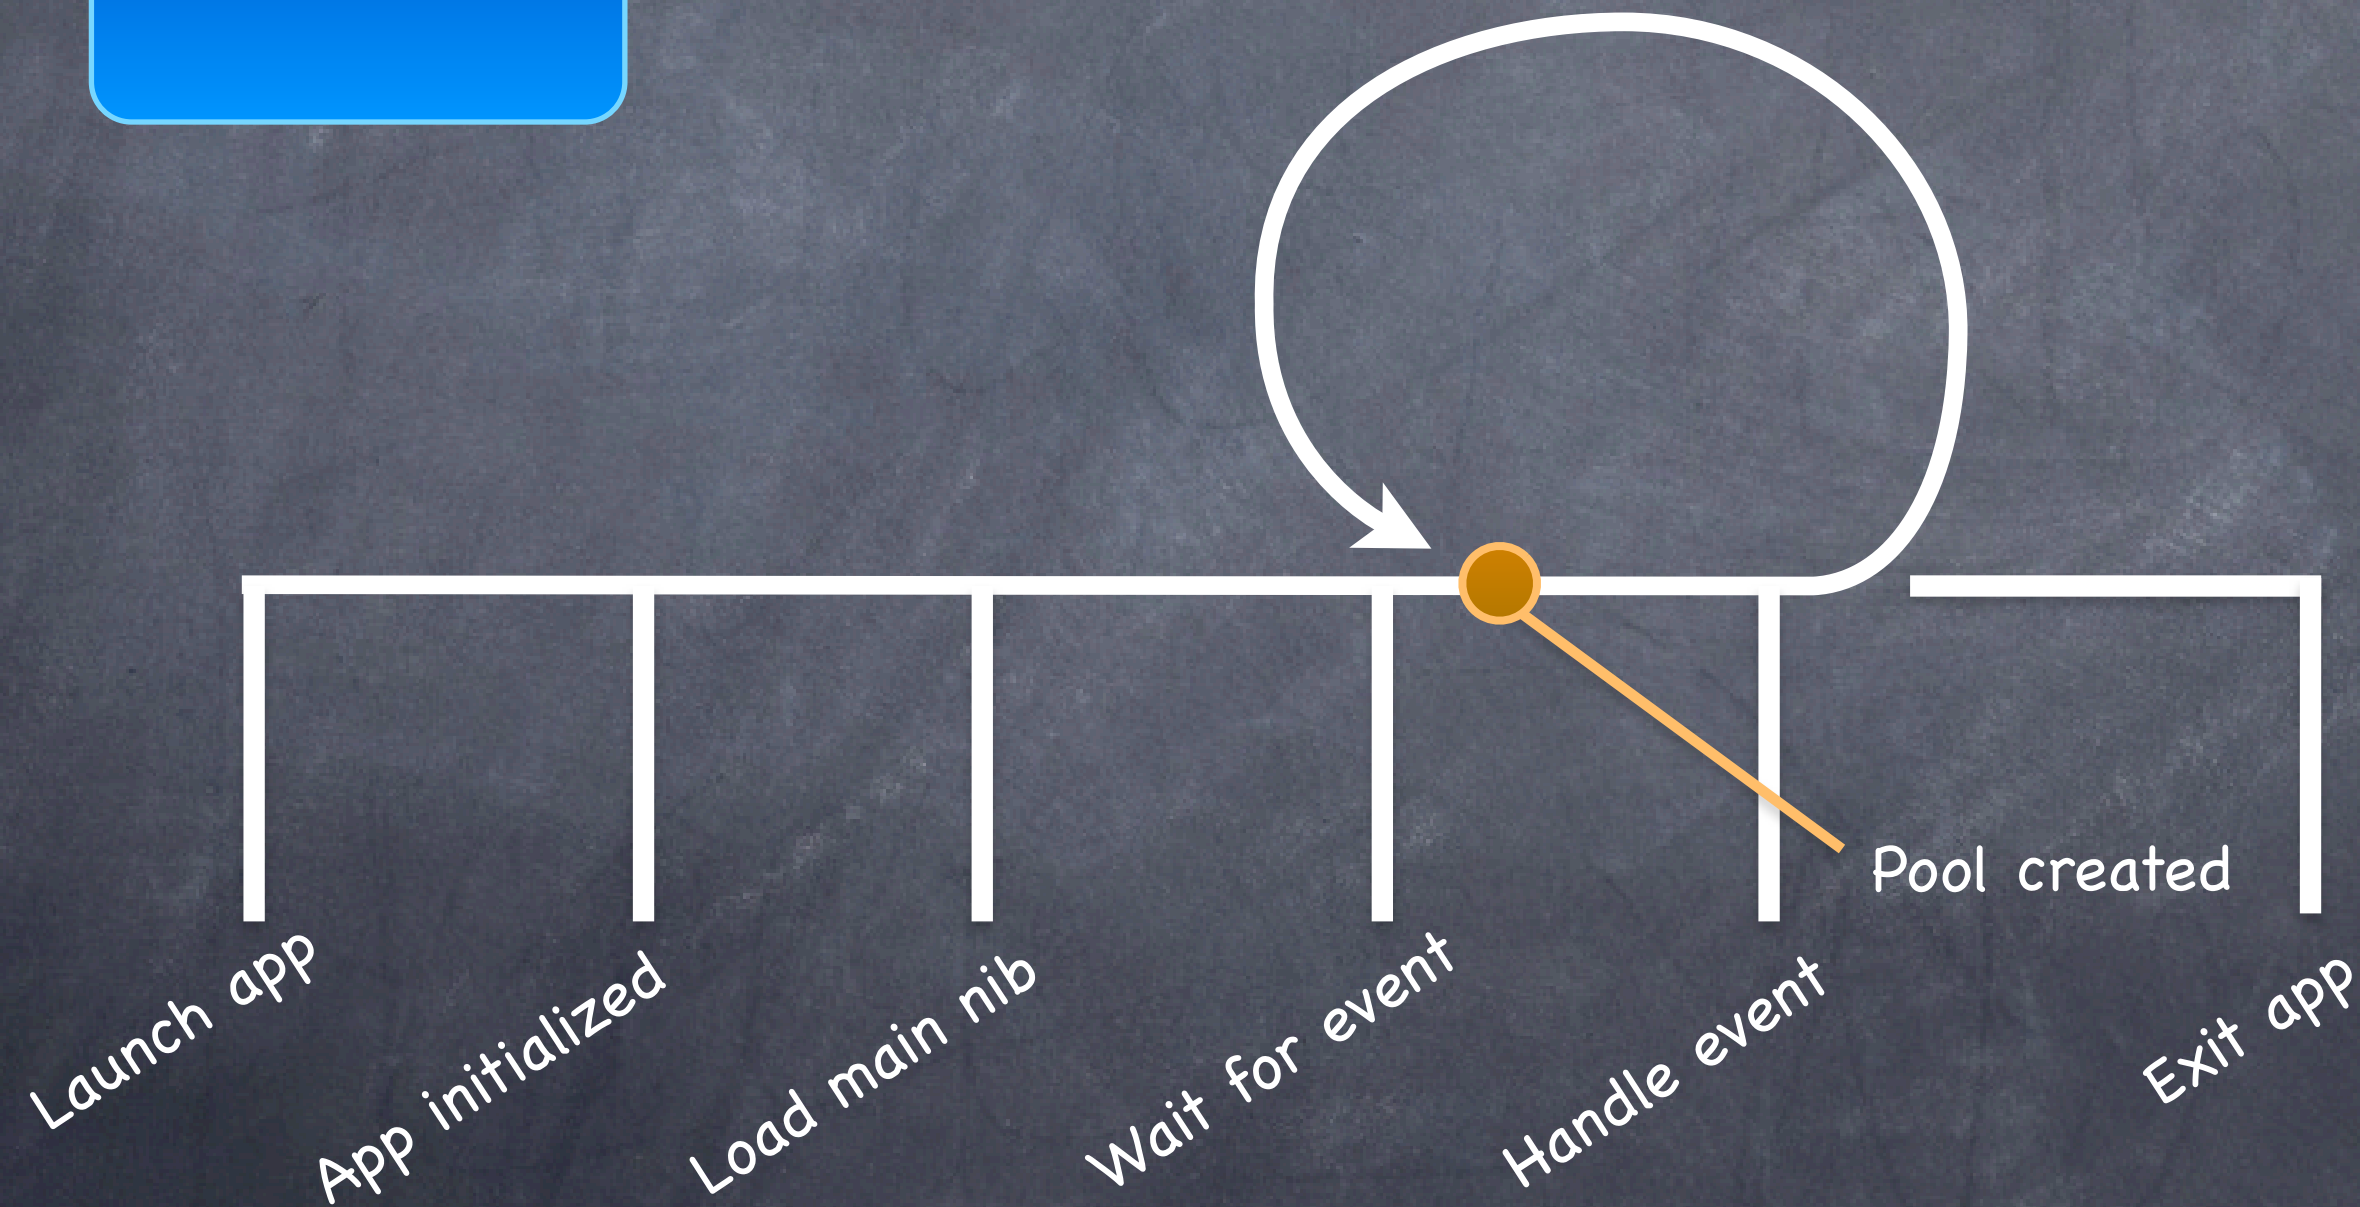 Pool created
Launch app
App initialized
Load main nib
Wait for event
Handle event
Exit app